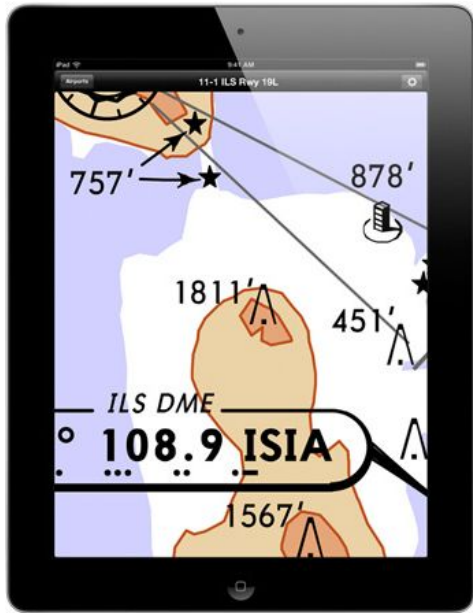 iPad 9:41 AM
Airports 11-1 ILS Rwy 19L
757'
878'
1811'
451'
ILS DME
° 108.9 ISIA
1567'